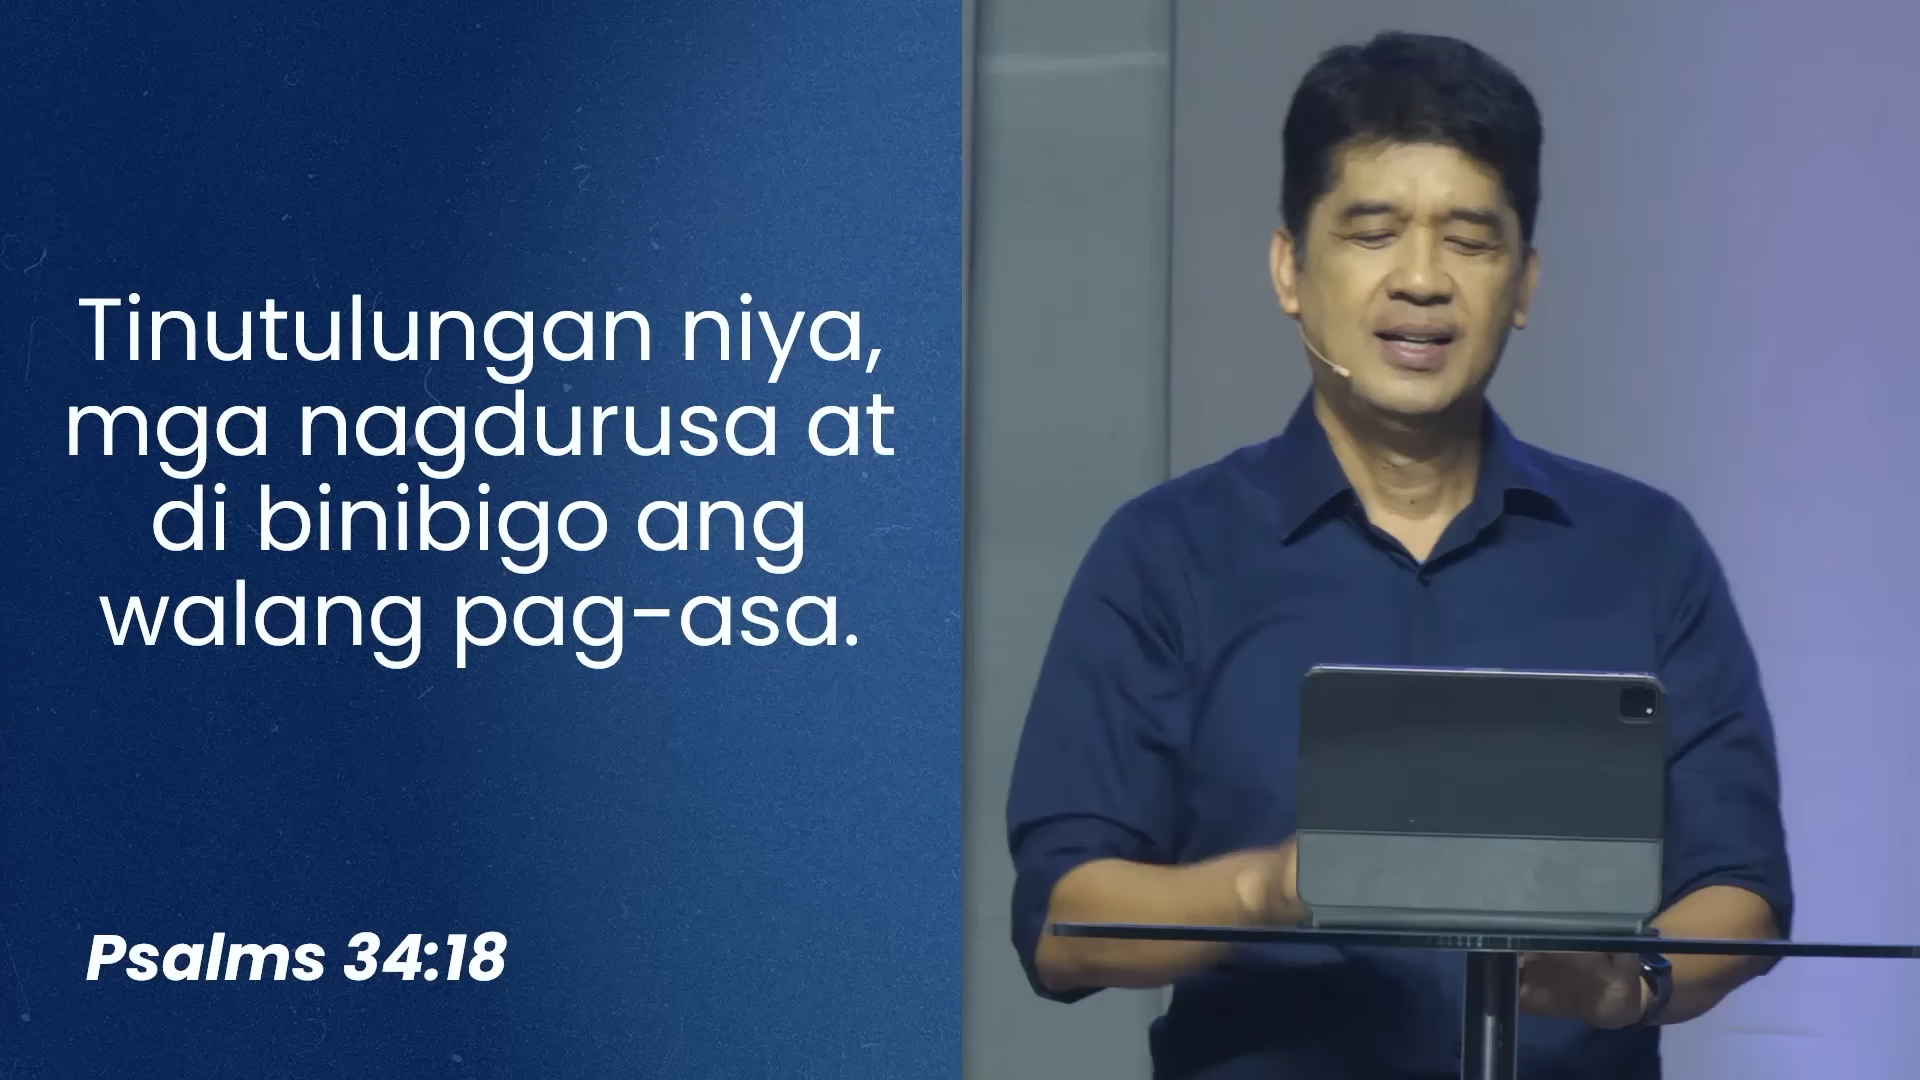 Tinutulungan niya,
mga nagdurusa at
di binibigo ang
walang pag-asa.
Psalms 34:18